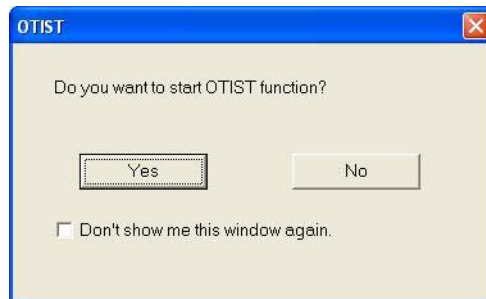 OTIST
Do you want to start OTIST function?
Yes No
Don't show me this window again.